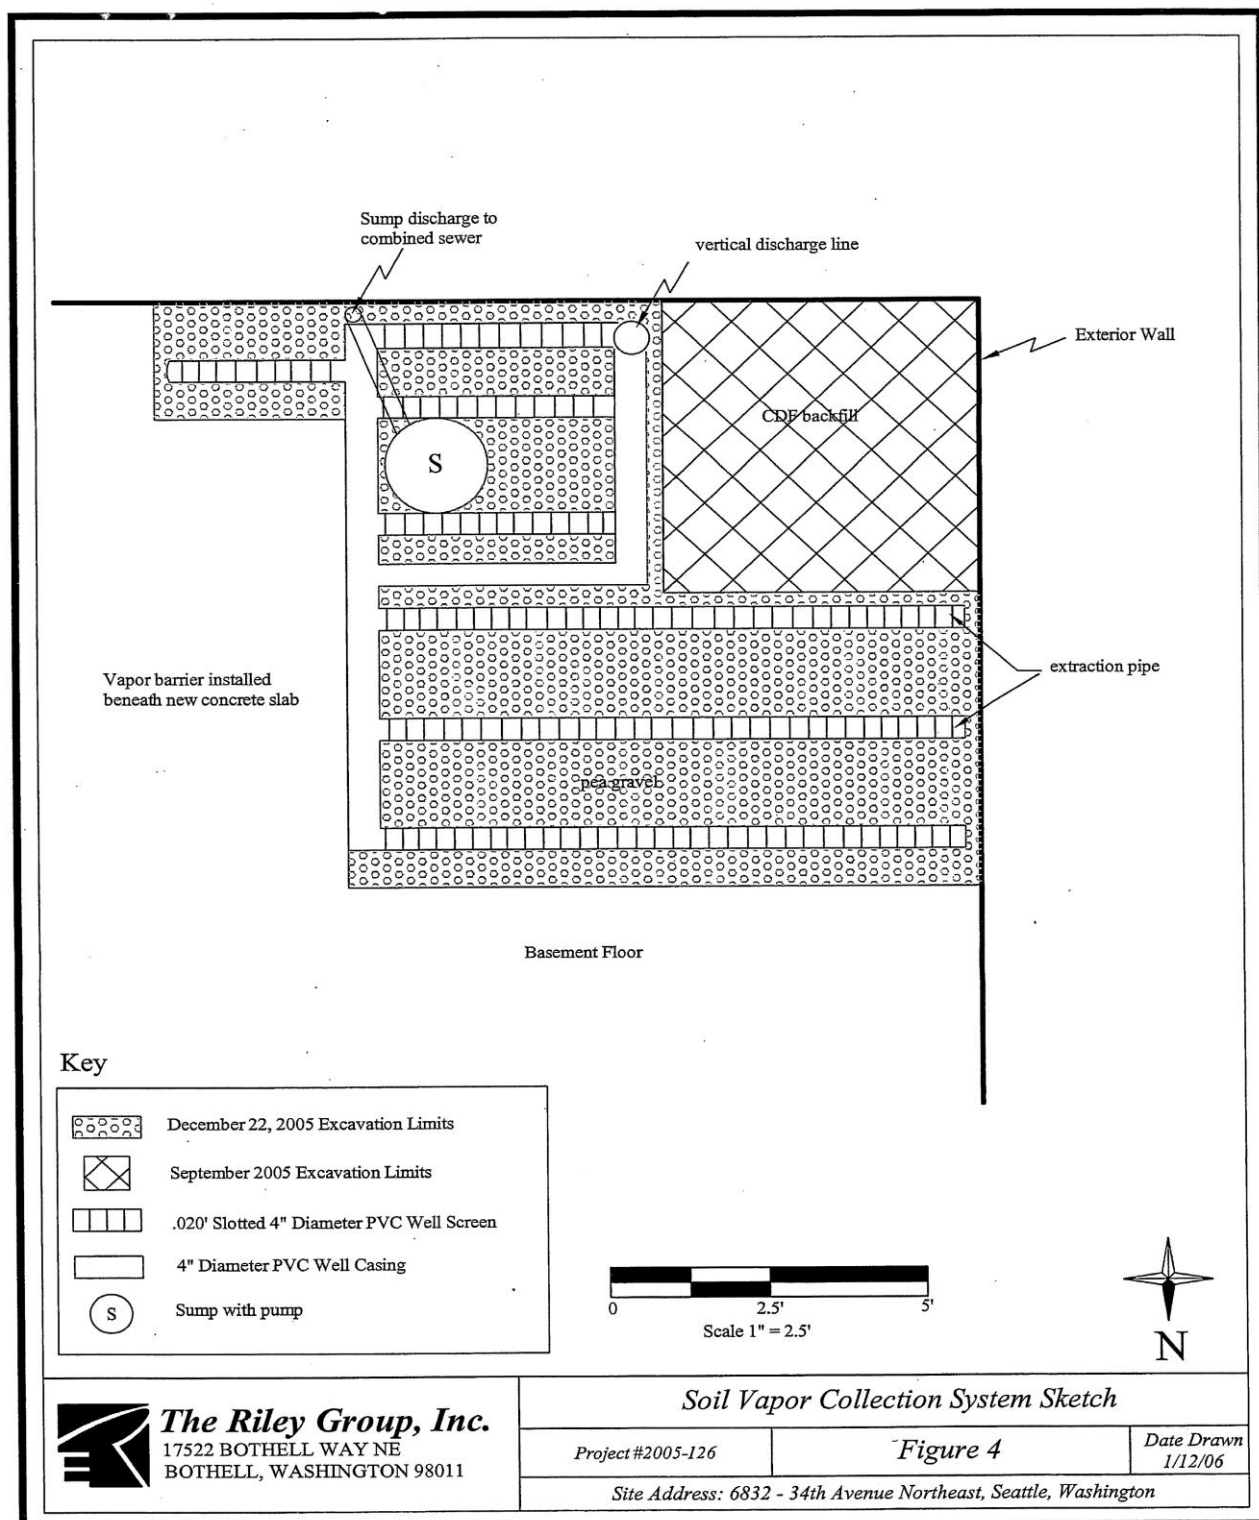 Sump discharge to
combined sewer
vertical discharge line
Exterior Wall
CDF backfill
S
extraction pipe
Vapor barrier installed
beneath new concrete slab
pea gravel
Basement Floor
Key
December 22, 2005 Excavation Limits
September 2005 Excavation Limits
.020' Slotted 4" Diameter PVC Well Screen
4" Diameter PVC Well Casing
S Sump with pump
0 2.5' 5'
Scale 1" = 2.5'
N
The Riley Group, Inc.
17522 BOTHELL WAY NE
BOTHELL, WASHINGTON 98011
Soil Vapor Collection System Sketch
Project #2005-126
Figure 4
Date Drawn
1/12/06
Site Address: 6832 - 34th Avenue Northeast, Seattle, Washington